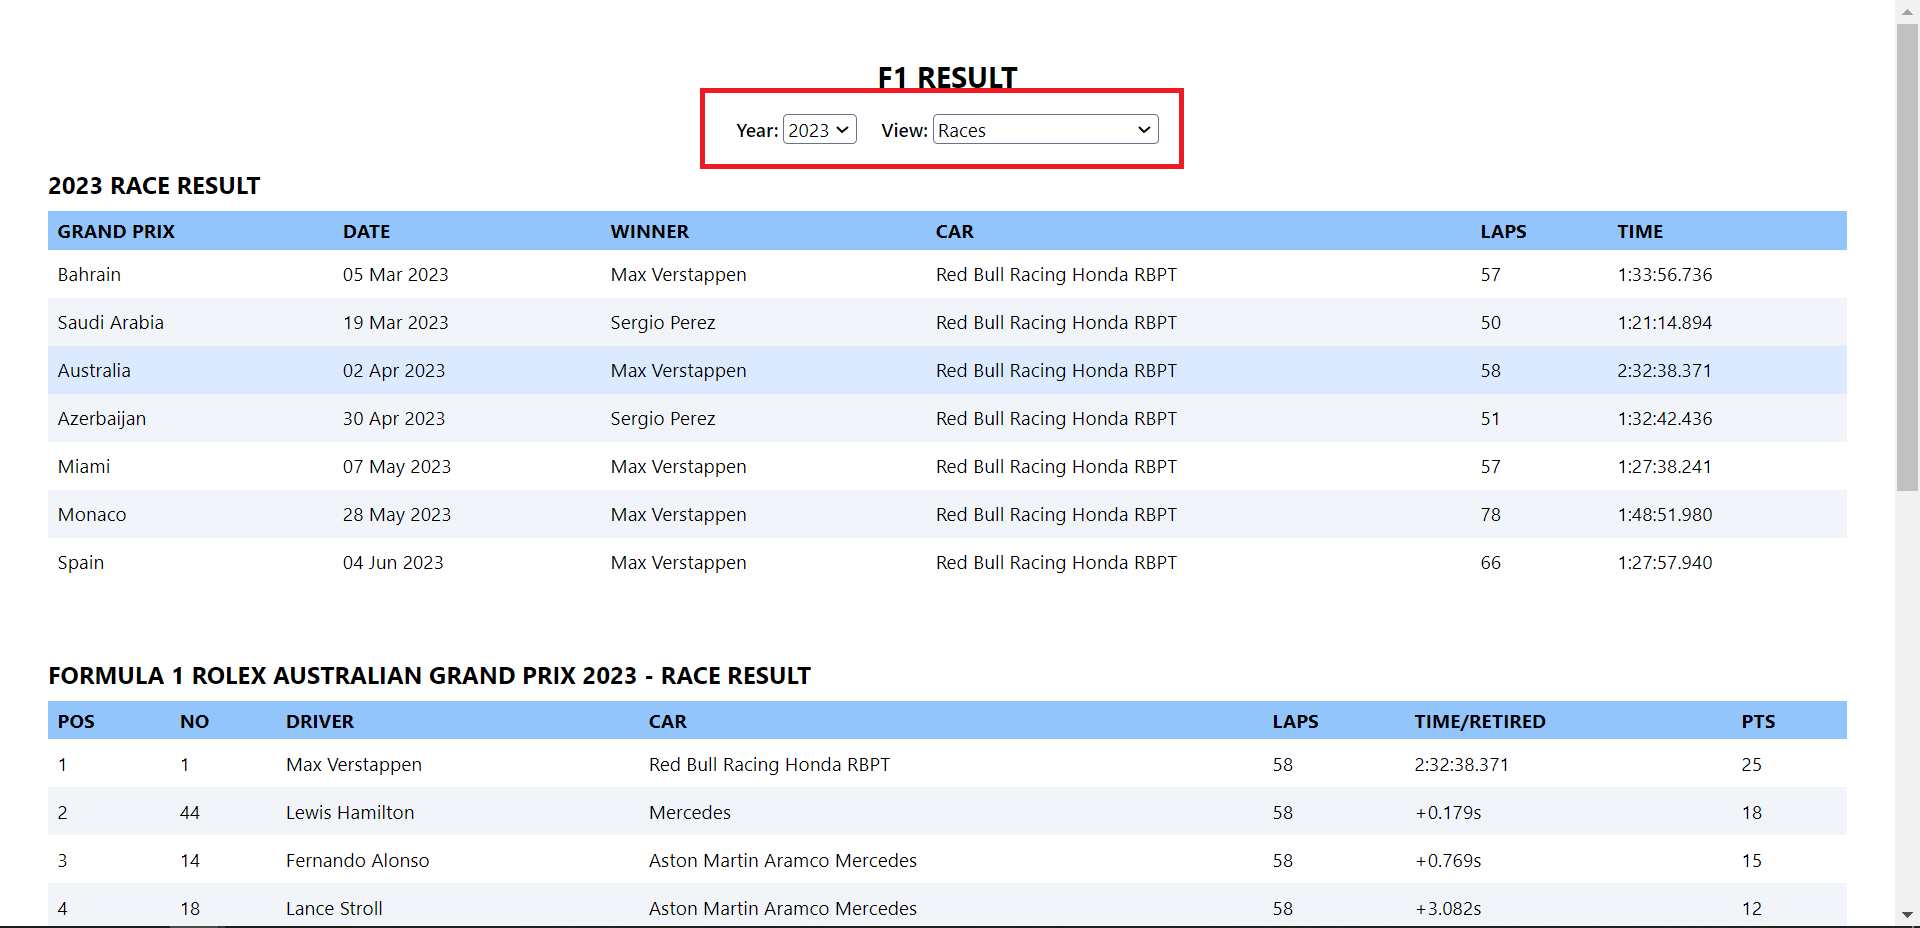 F1 RESULT
Year: 2023 View: Races
2023 RACE RESULT
GRAND PRIX DATE WINNER CAR LAPS TIME
Bahrain 05 Mar 2023 Max Verstappen Red Bull Racing Honda RBPT 57 1:33:56.736
Saudi Arabia 19 Mar 2023 Sergio Perez Red Bull Racing Honda RBPT 50 1:21:14.894
Australia 02 Apr 2023 Max Verstappen Red Bull Racing Honda RBPT 58 2:32:38.371
Azerbaijan 30 Apr 2023 Sergio Perez Red Bull Racing Honda RBPT 51 1:32:42.436
Miami 07 May 2023 Max Verstappen Red Bull Racing Honda RBPT 57 1:27:38.241
Monaco 28 May 2023 Max Verstappen Red Bull Racing Honda RBPT 78 1:48:51.980
Spain 04 Jun 2023 Max Verstappen Red Bull Racing Honda RBPT 66 1:27:57.940
FORMULA 1 ROLEX AUSTRALIAN GRAND PRIX 2023 - RACE RESULT
POS NO DRIVER CAR LAPS TIME/RETIRED PTS
1 1 Max Verstappen Red Bull Racing Honda RBPT 58 2:32:38.371 25
2 44 Lewis Hamilton Mercedes 58 +0.179s 18
3 14 Fernando Alonso Aston Martin Aramco Mercedes 58 +0.769s 15
4 18 Lance Stroll Aston Martin Aramco Mercedes 58 +3.082s 12